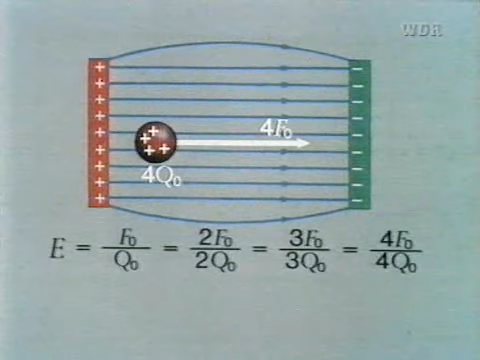 WDR
4F₀
4Q₀
E = F₀/Q₀ = 2F₀/2Q₀ = 3F₀/3Q₀ = 4F₀/4Q₀